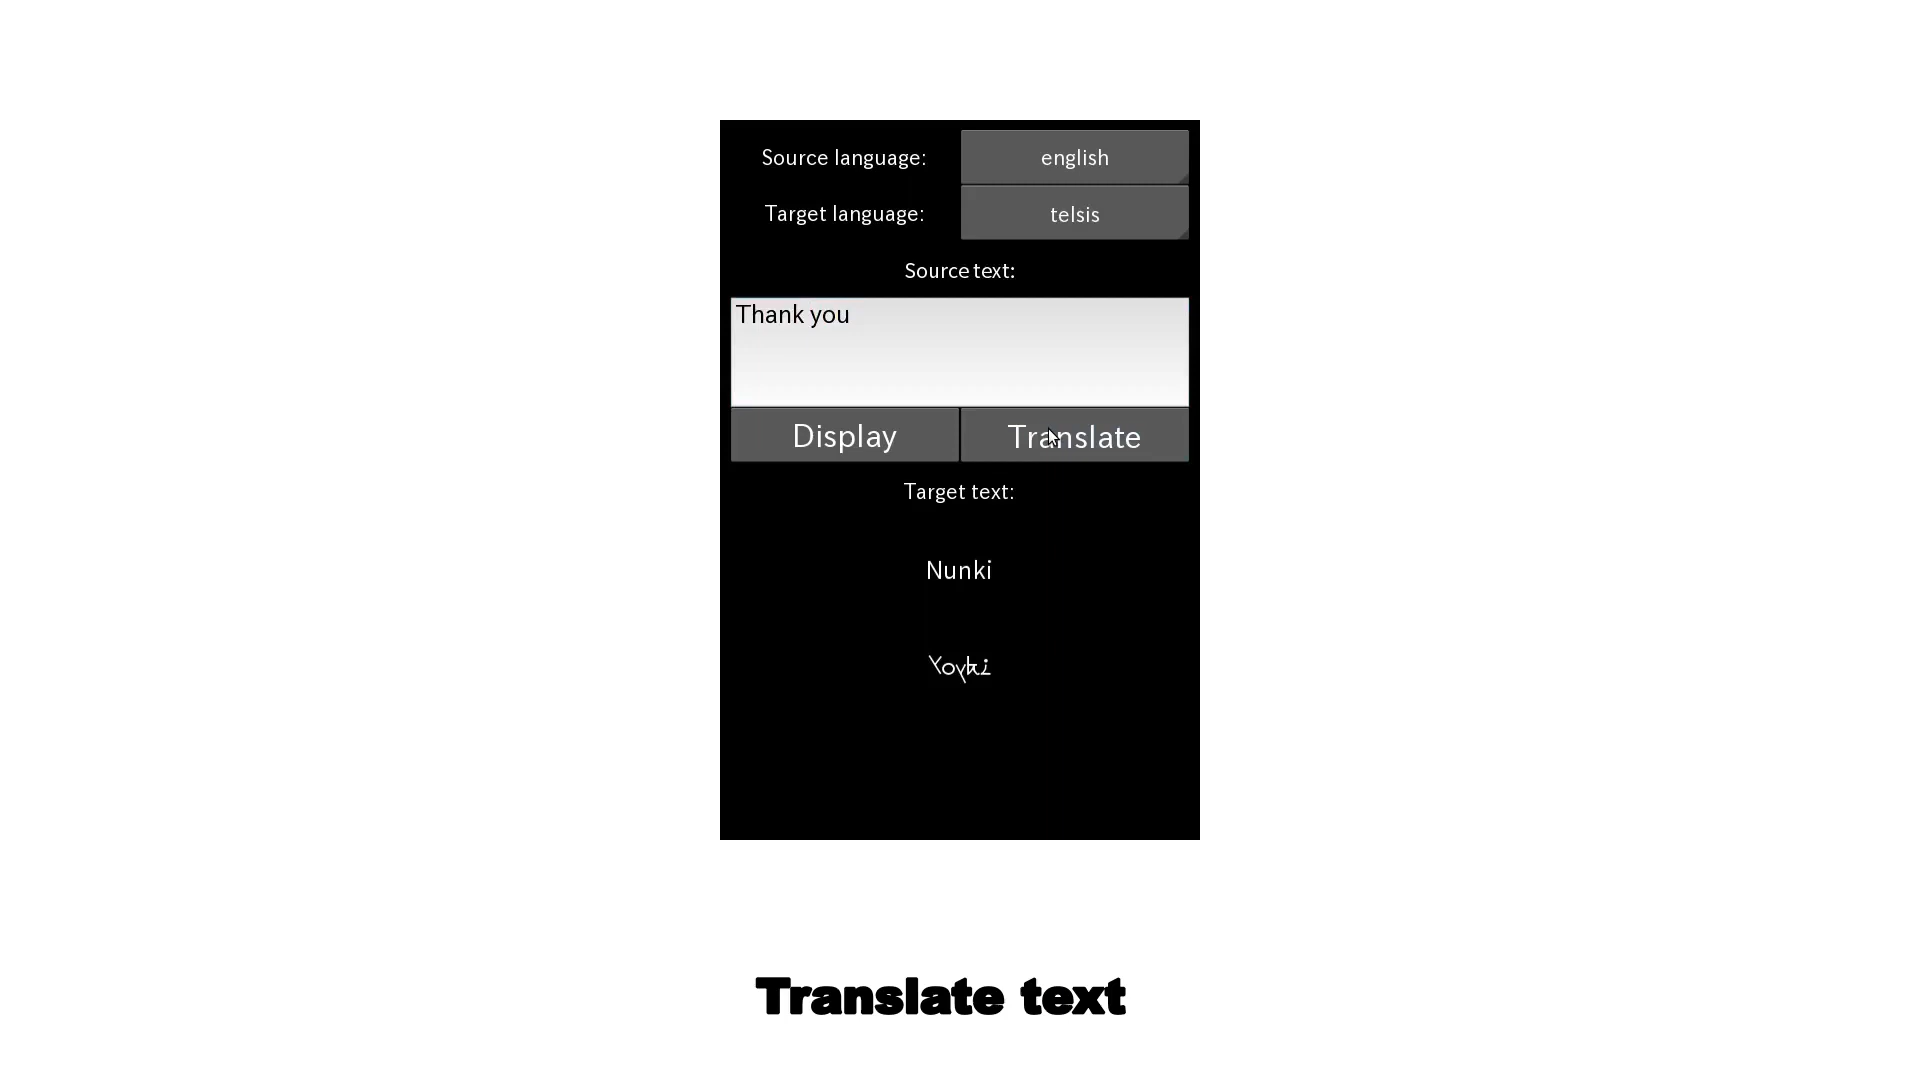 Source language:
english
Target language:
telsis
Source text:
Thank you
Display
Translate
Target text:
Nunki
Translate text